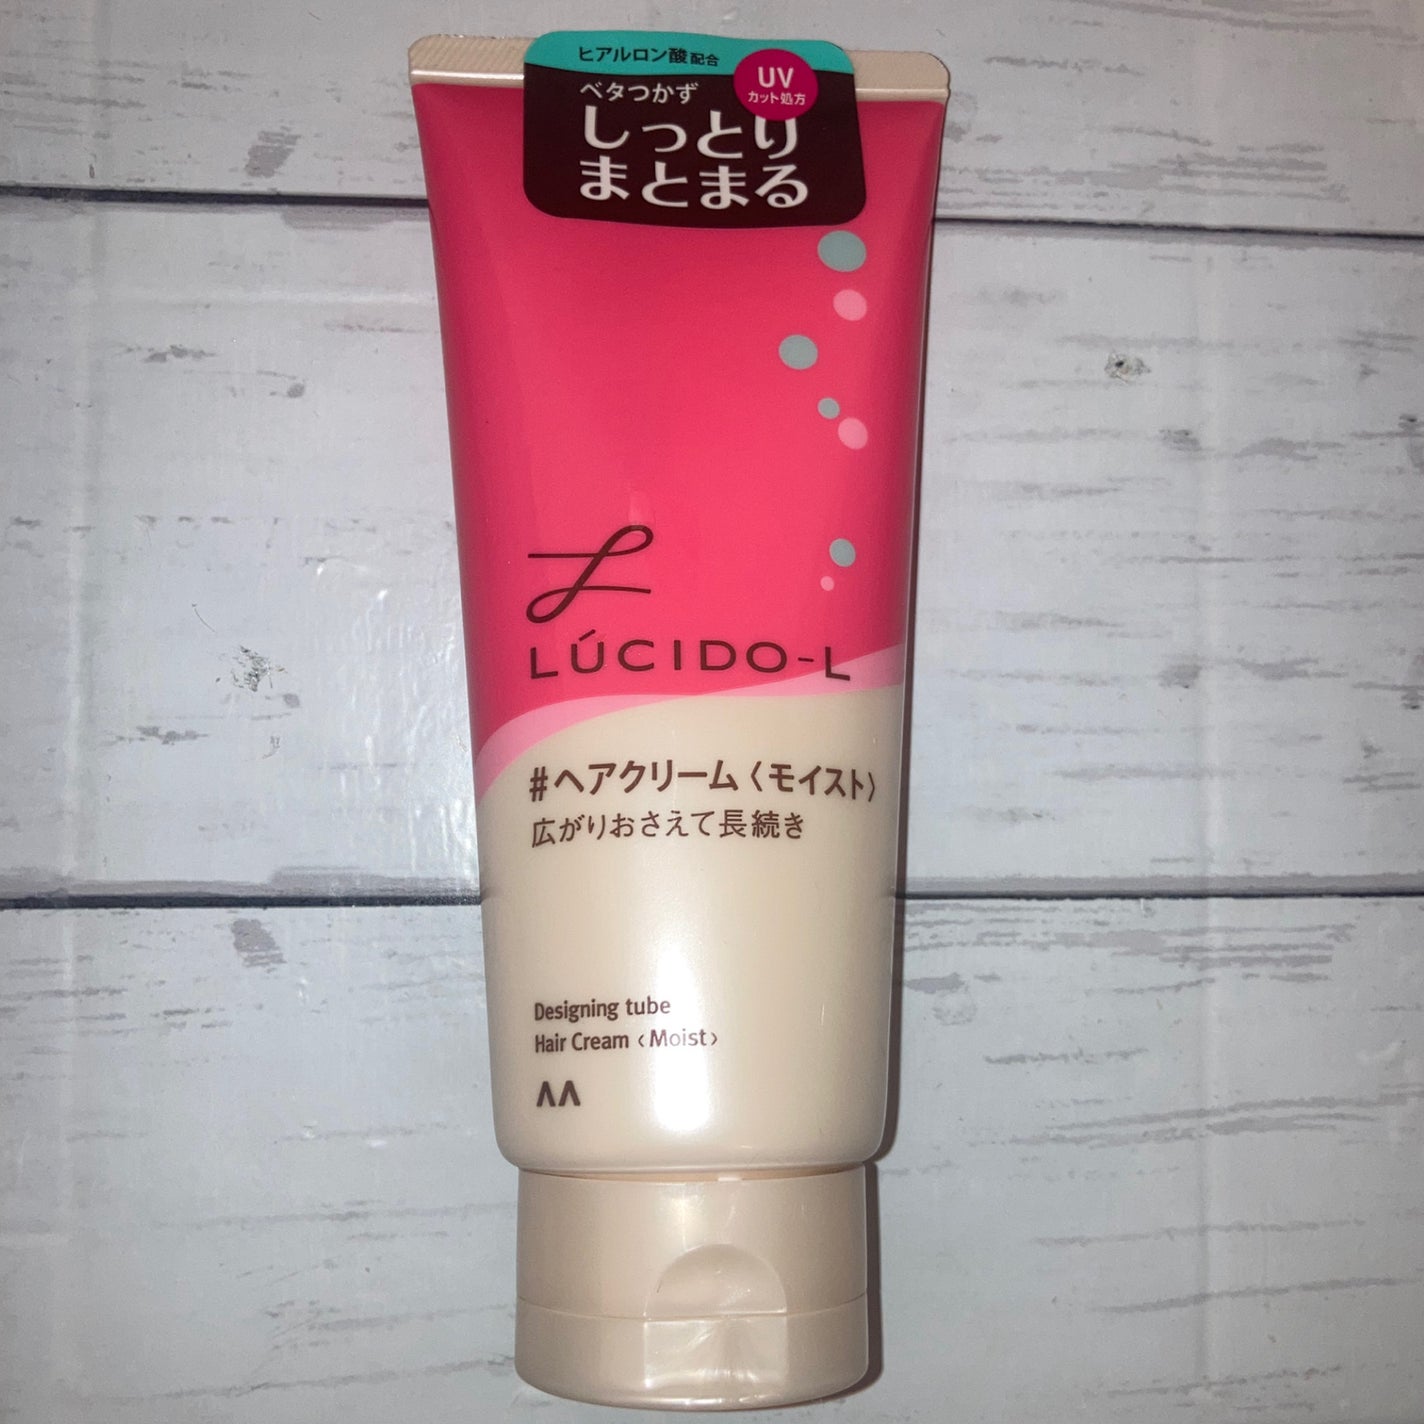 ヒアルロン酸配合
UV
カット処方
ベタつかず
しっとり
まとまる
LÚCIDO-L
#ヘアクリーム〈モイスト〉
広がりおさえて長続き
Designing tube
Hair Cream ‹Moist›